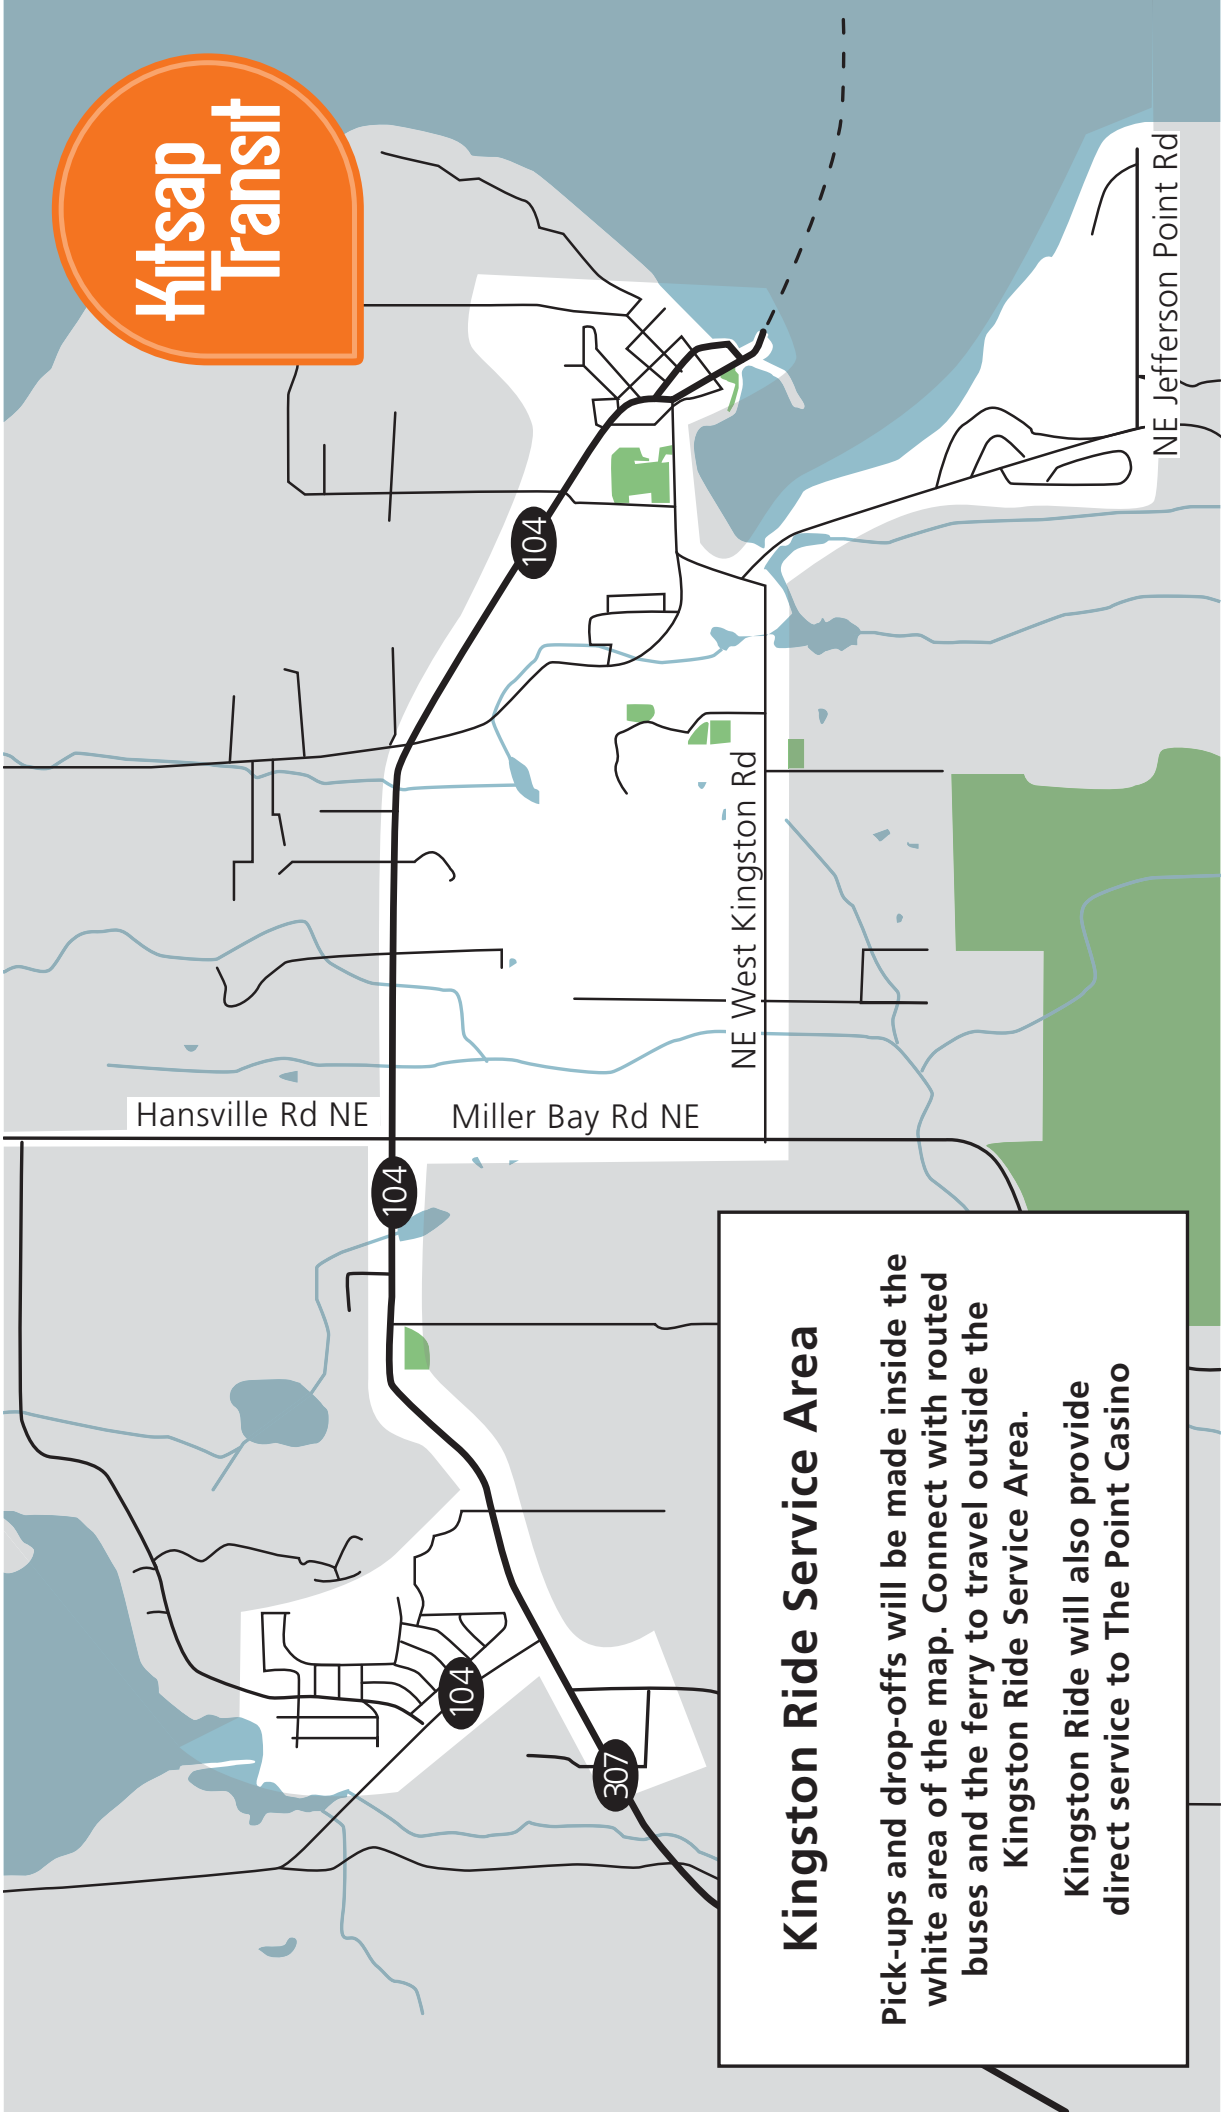 Kitsap
Transit
104
104
104
307
Hansville Rd NE
Miller Bay Rd NE
NE West Kingston Rd
NE Jefferson Point Rd
Kingston Ride Service Area
Pick-ups and drop-offs will be made inside the
white area of the map. Connect with routed
buses and the ferry to travel outside the
Kingston Ride Service Area.
Kingston Ride will also provide
direct service to The Point Casino